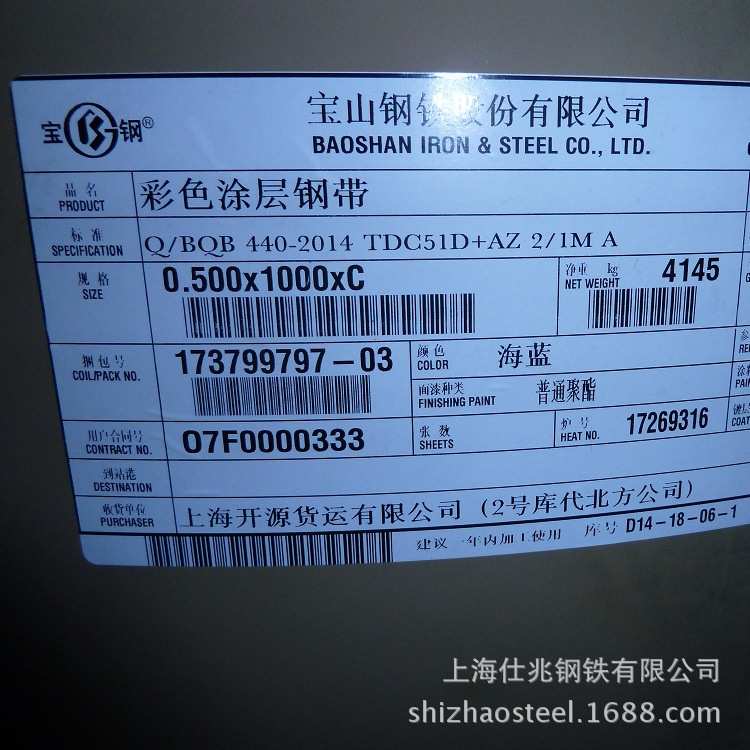 宝 钢®
宝山钢铁股份有限公司
BAOSHAN IRON & STEEL CO., LTD.
品名 PRODUCT 彩色涂层钢带
标准 SPECIFICATION Q/BQB 440-2014 TDC51D+AZ 2/1M A
规格 SIZE 0.500x1000xC 净重 kg NET WEIGHT 4145
捆包号 COIL/PACK NO. 173799797-03 颜色 COLOR 海蓝
面漆种类 FINISHING PAINT 普通聚酯
用户合同号 CONTRACT NO. 07F0000333 张数 SHEETS 炉号 HEAT NO. 17269316
到站港 DESTINATION
收货单位 PURCHASER 上海开源货运有限公司(2号库代北方公司)
建议一年内加工使用 库号 D14-18-06-1
上海仕兆钢铁有限公司
shizhaosteel.1688.com